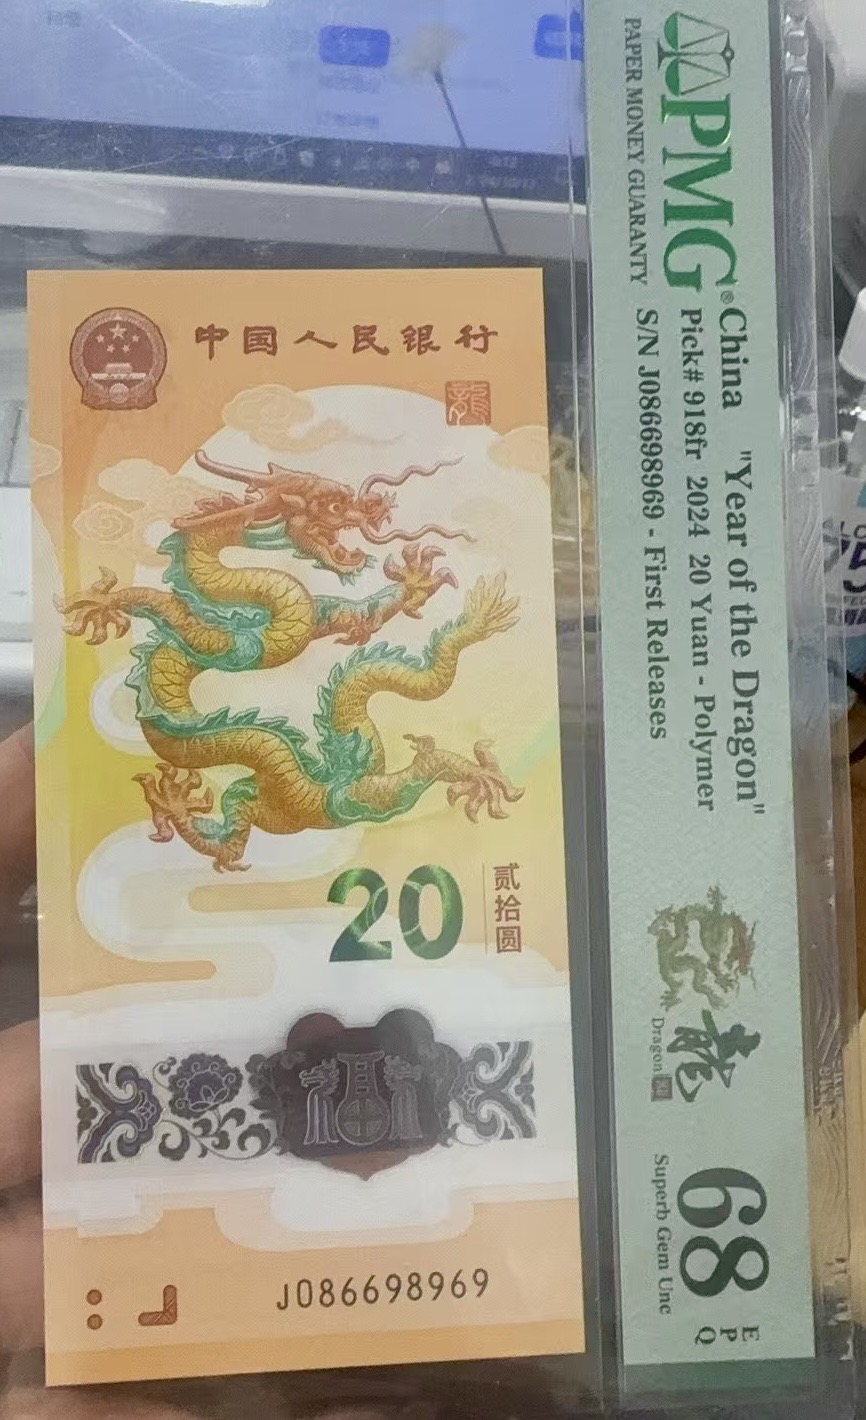 中国人民银行
龍
20
贰拾圆
J086698969
PMG®
PAPER MONEY GUARANTY
China "Year of the Dragon"
Pick# 918fr 2024 20 Yuan - Polymer
S/N J086698969 - First Releases
龍
Dragon
68
EPQ
Superb Gem Unc